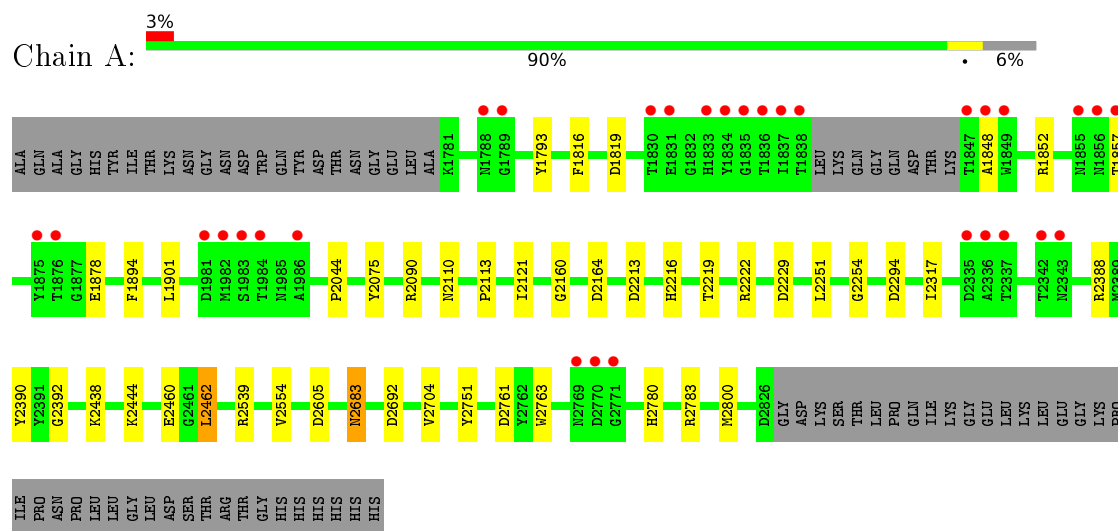 3%
Chain A:
90% • 6%
ALA GLN ALA GLY HIS TYR ILE THR LYS ASN GLY ASN ASP TRP GLN TYR ASP THR ASN GLY GLU LEU ALA K1781 N1788 G1789 Y1793 F1816 D1819 T1830 E1831 G1832 H1833 Y1834 G1835 T1836 I1837 T1838 LEU LYS GLN GLY GLN ASP THR LYS T1847 A1848 W1849 R1852 N1855 N1856 T1857
Y1875 T1876 G1877 E1878 F1894 L1901 D1981 M1982 S1983 T1984 N1985 A1986 P2044 Y2075 R2090 N2110 P2113 I2121 G2160 D2164 D2213 H2216 T2219 R2222 D2229 L2251 G2254 D2294 I2317 D2335 A2336 T2337 T2342 N2343 R2388 M2389
Y2390 Y2391 G2392 K2438 K2444 E2460 G2461 L2462 R2539 V2554 D2605 N2683 D2692 V2704 Y2751 D2761 Y2762 W2763 N2769 D2770 G2771 H2780 R2783 M2800 D2826 GLY ASP LYS SER THR LEU PRO GLN ILE LYS GLY GLU LEU LYS LEU GLU GLY LYS PRO
ILE PRO ASN PRO LEU LEU GLY LEU ASP SER THR ARG THR GLY HIS HIS HIS HIS HIS HIS